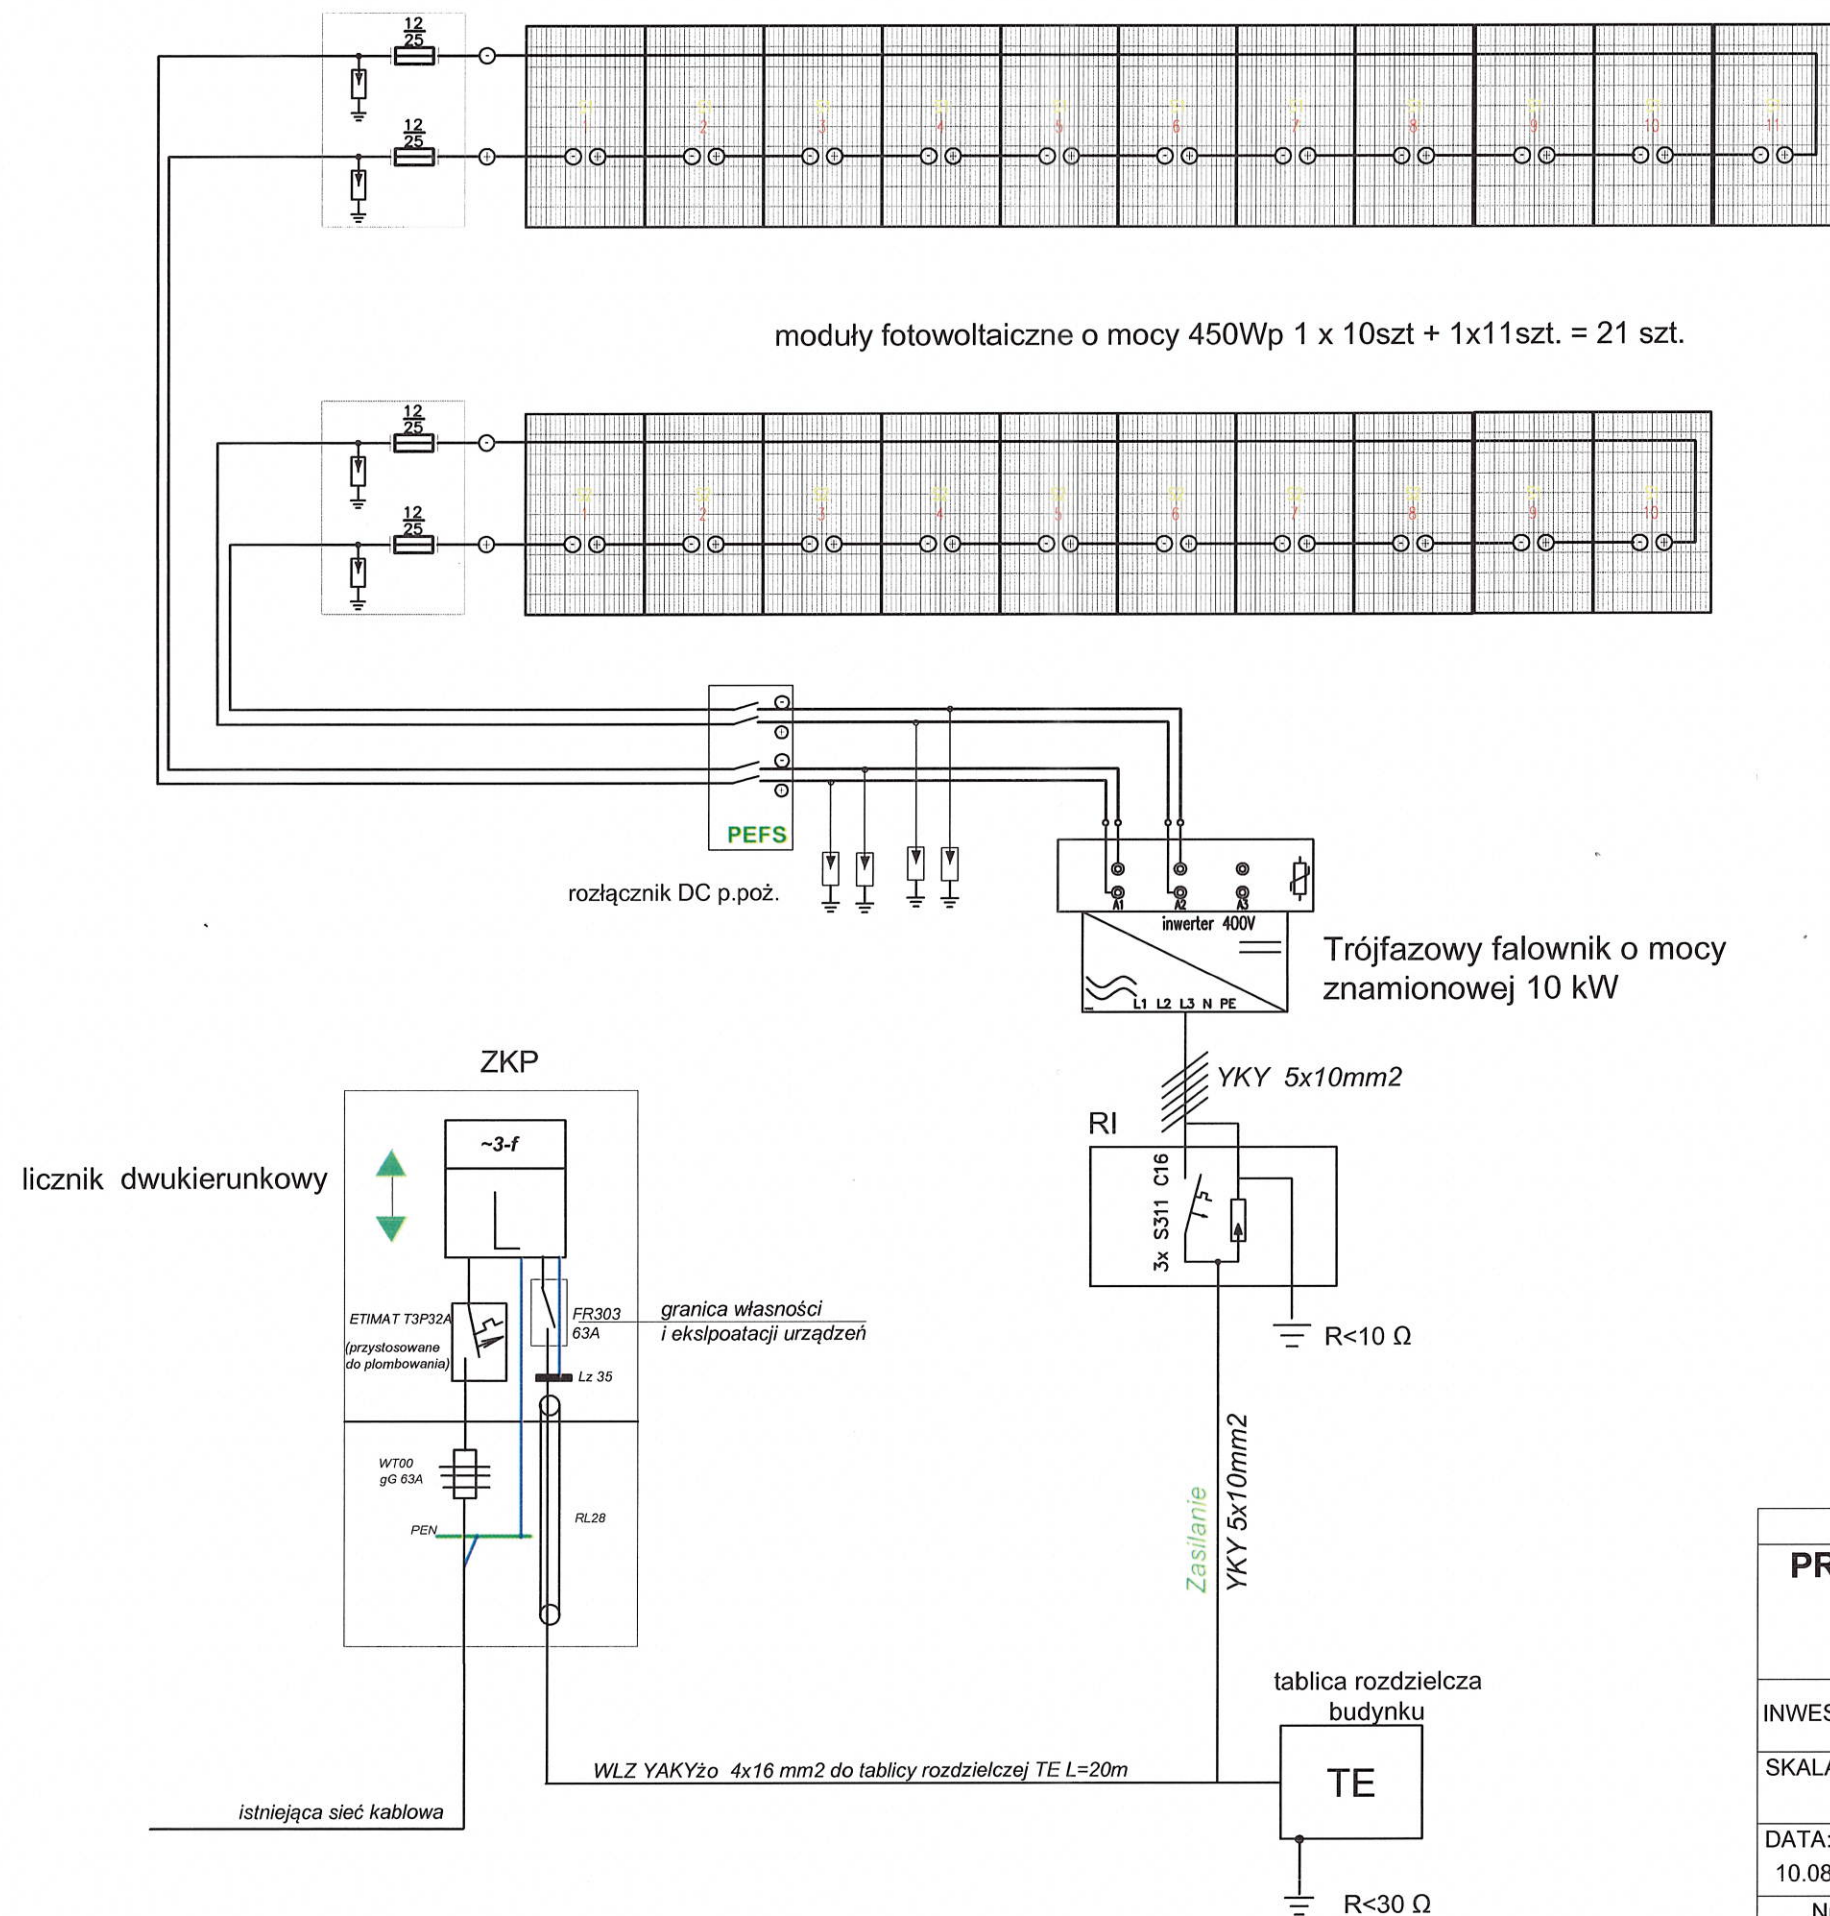 12
25
12
25
1 2 3 4 5 6 7 8 9 10 11
moduły fotowoltaiczne o mocy 450Wp 1 x 10szt + 1x11szt. = 21 szt.
12
25
12
25
1 2 3 4 5 6 7 8 9 10
PEFS
rozłącznik DC p.poż.
A1 A2 A3
inwerter 400V
L1 L2 L3 N PE
Trójfazowy falownik o mocy
znamionowej 10 kW
YKY 5x10mm2
RI
3x S311 C16
R<10 Ω
ZKP
~3-f
licznik dwukierunkowy
ETIMAT T3P32A
(przystosowane
do plombowania)
FR303
63A
granica własności
i ekslpoatacji urządzeń
Lz 35
WT00
gG 63A
PEN
RL28
Zasilanie
YKY 5x10mm2
tablica rozdzielcza
budynku
TE
WLZ YAKYżo 4x16 mm2 do tablicy rozdzielczej TE L=20m
istniejąca sieć kablowa
R<30 Ω
PR
INWES
SKALA
DATA:
10.08